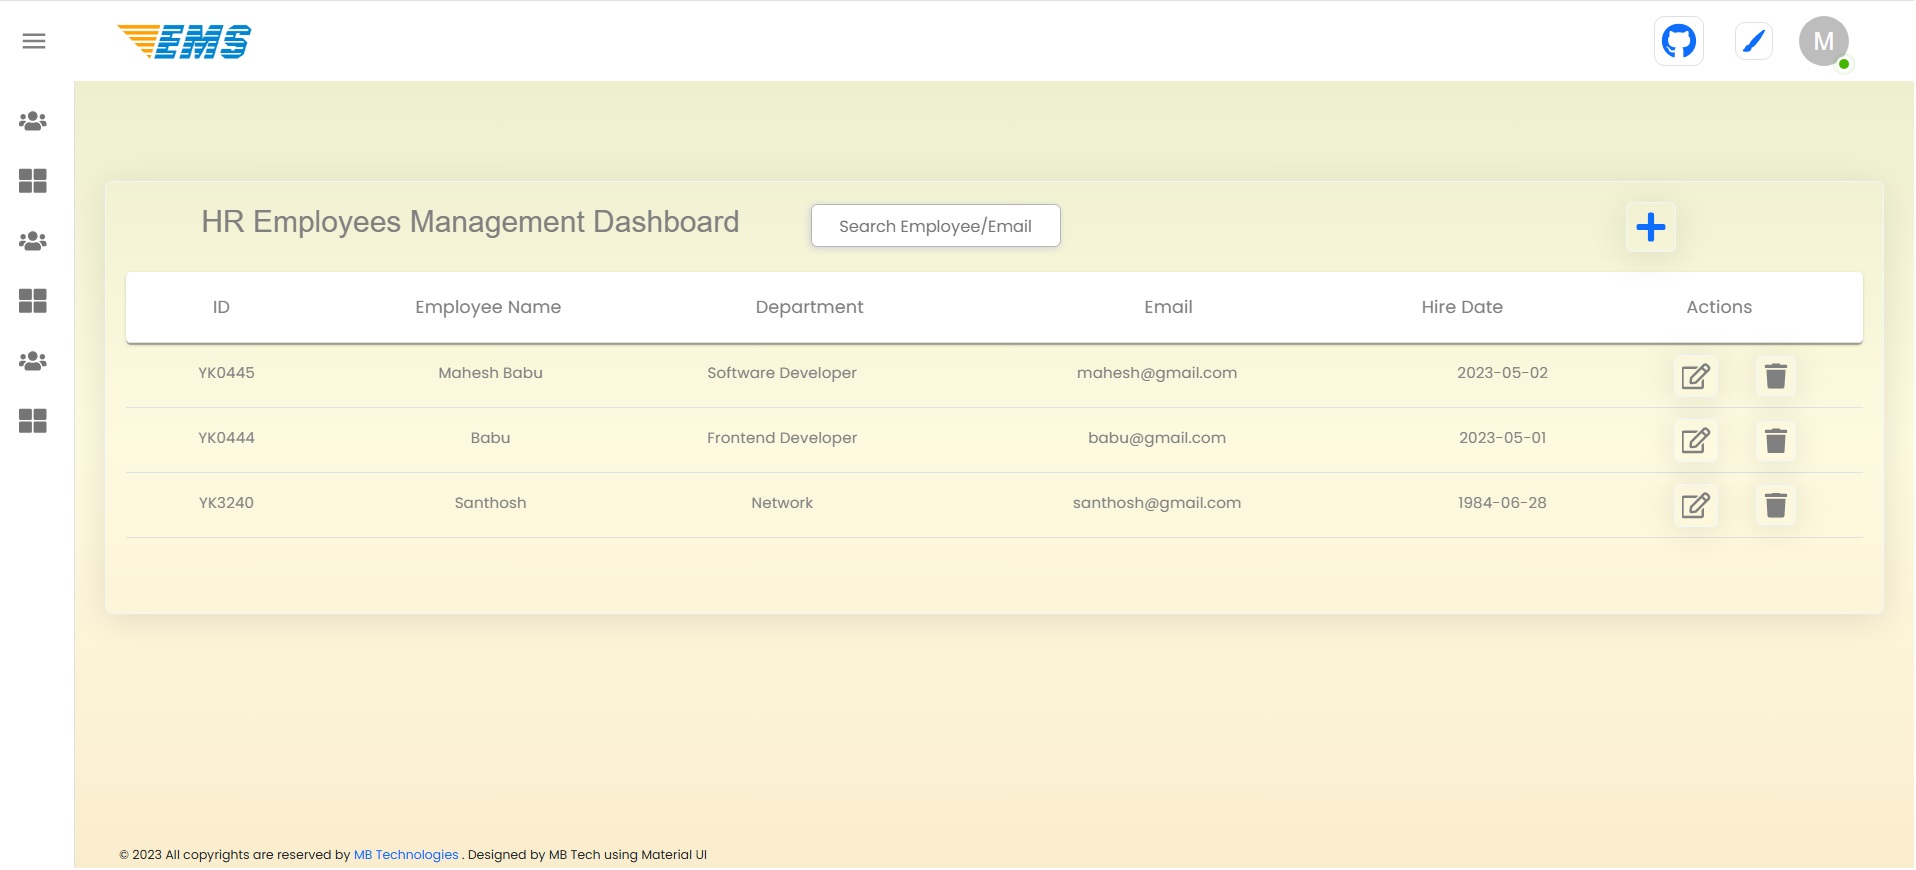 EMS
M
HR Employees Management Dashboard
Search Employee/Email
ID Employee Name Department Email Hire Date Actions
YK0445 Mahesh Babu Software Developer mahesh@gmail.com 2023-05-02
YK0444 Babu Frontend Developer babu@gmail.com 2023-05-01
YK3240 Santhosh Network santhosh@gmail.com 1984-06-28
© 2023 All copyrights are reserved by MB Technologies . Designed by MB Tech using Material UI